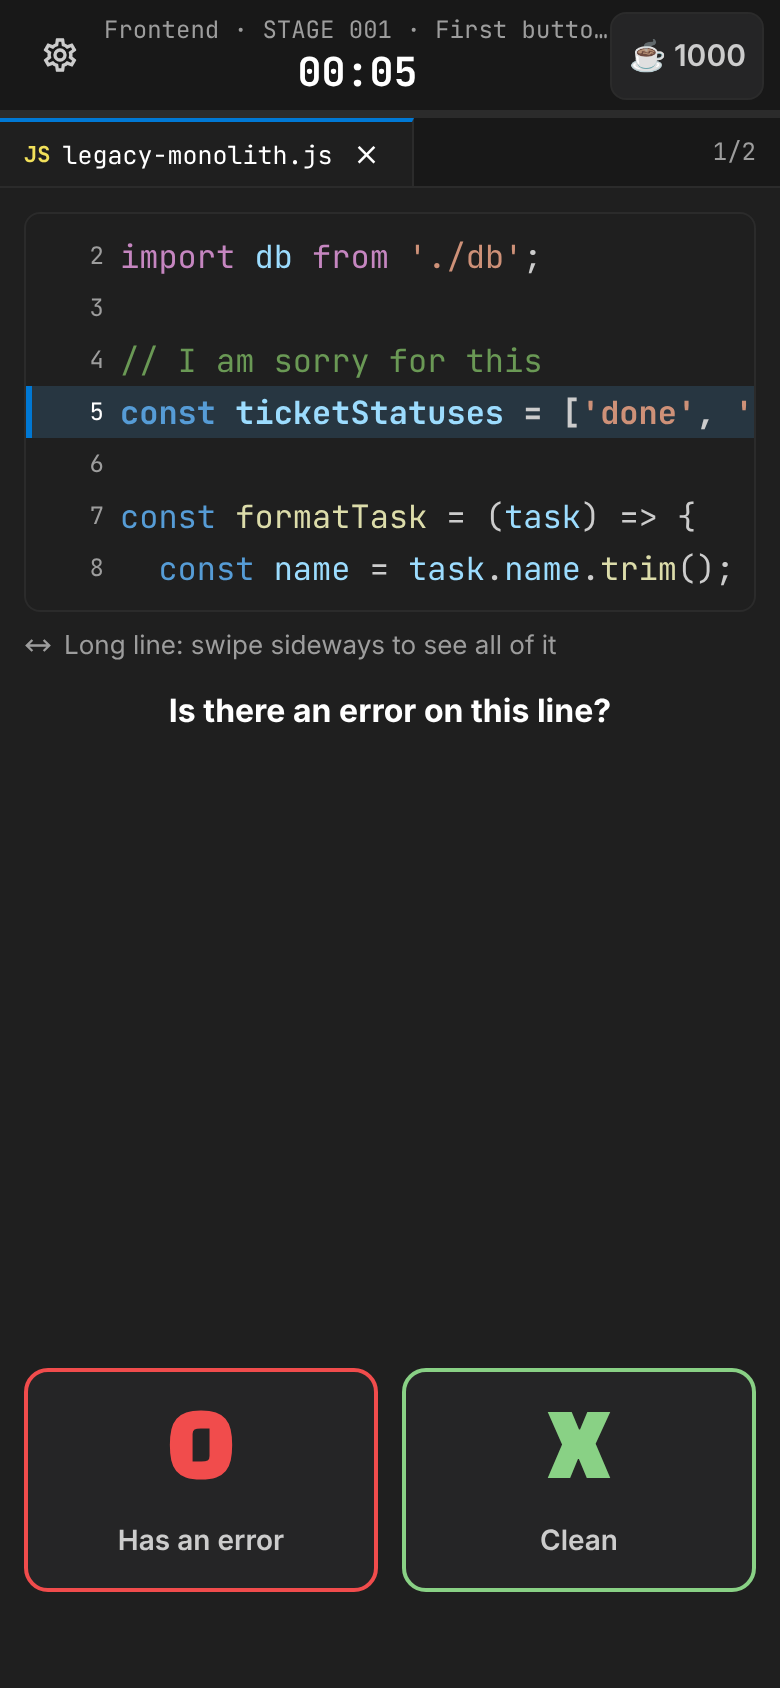 Frontend · STAGE 001 · First butto…
00:05
☕ 1000
JS legacy-monolith.js ×
1/2
2 import db from './db';
3
4 // I am sorry for this
5 const ticketStatuses = ['done', '
6
7 const formatTask = (task) => {
8   const name = task.name.trim();
↔ Long line: swipe sideways to see all of it
Is there an error on this line?
O
Has an error
X
Clean